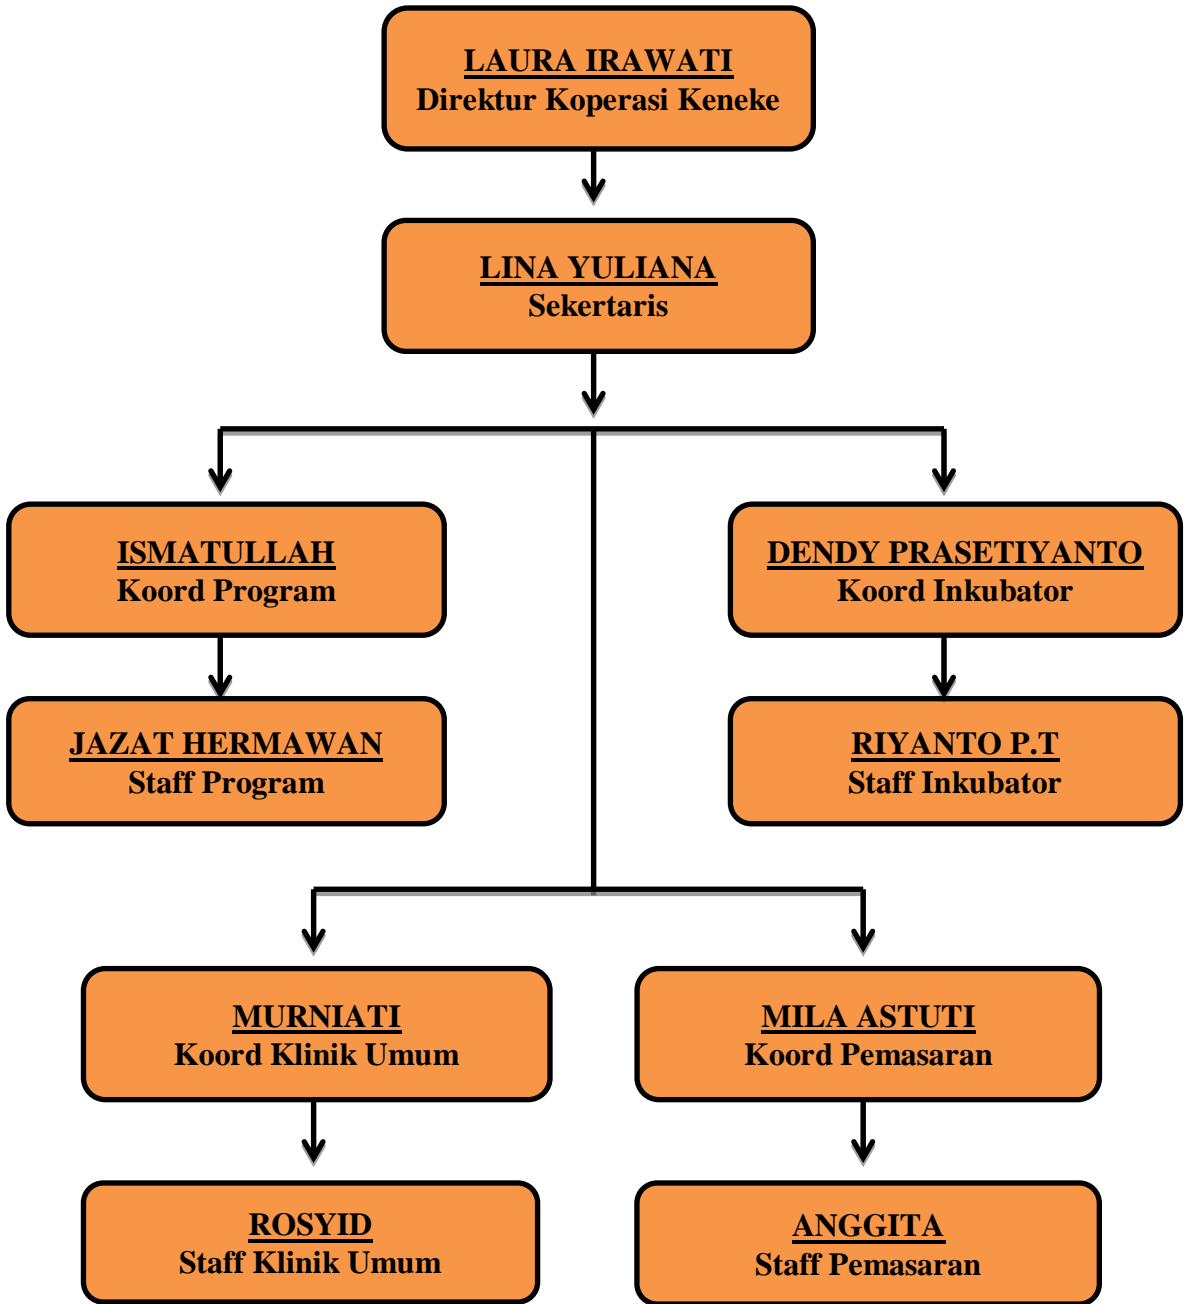 LAURA IRAWATI
Direktur Koperasi Keneke
LINA YULIANA
Sekertaris
ISMATULLAH
Koord Program
DENDY PRASETIYANTO
Koord Inkubator
JAZAT HERMAWAN
Staff Program
RIYANTO P.T
Staff Inkubator
MURNIATI
Koord Klinik Umum
MILA ASTUTI
Koord Pemasaran
ROSYID
Staff Klinik Umum
ANGGITA
Staff Pemasaran